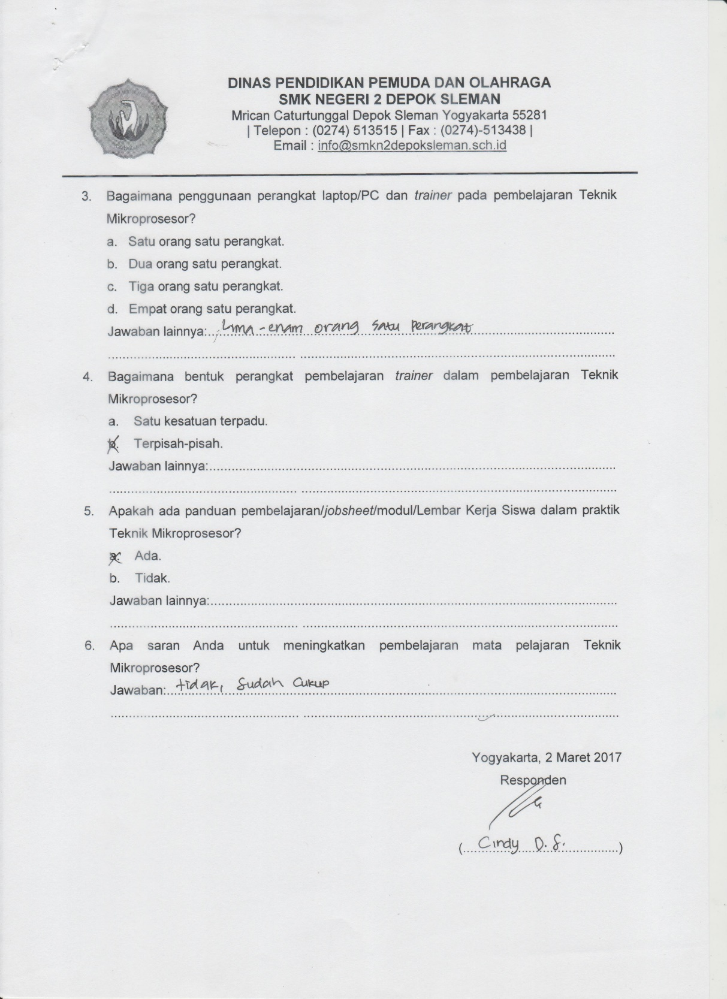 DINAS PENDIDIKAN PEMUDA DAN OLAHRAGA
SMK NEGERI 2 DEPOK SLEMAN
Mrican Caturtunggal Depok Sleman Yogyakarta 55281
| Telepon : (0274) 513515 | Fax : (0274)-513438 |
Email : info@smkn2depoksleman.sch.id
3. Bagaimana penggunaan perangkat laptop/PC dan trainer pada pembelajaran Teknik
Mikroprosesor?
a. Satu orang satu perangkat.
b. Dua orang satu perangkat.
c. Tiga orang satu perangkat.
d. Empat orang satu perangkat.
Jawaban lainnya: Lima - enam orang satu perangkat
4. Bagaimana bentuk perangkat pembelajaran trainer dalam pembelajaran Teknik
Mikroprosesor?
a. Satu kesatuan terpadu.
b. Terpisah-pisah.
Jawaban lainnya:
5. Apakah ada panduan pembelajaran/jobsheet/modul/Lembar Kerja Siswa dalam praktik
Teknik Mikroprosesor?
a. Ada.
b. Tidak.
Jawaban lainnya:
6. Apa saran Anda untuk meningkatkan pembelajaran mata pelajaran Teknik
Mikroprosesor?
Jawaban: tidak, sudah cukup
Yogyakarta, 2 Maret 2017
Responden
(Cindy D. S.)